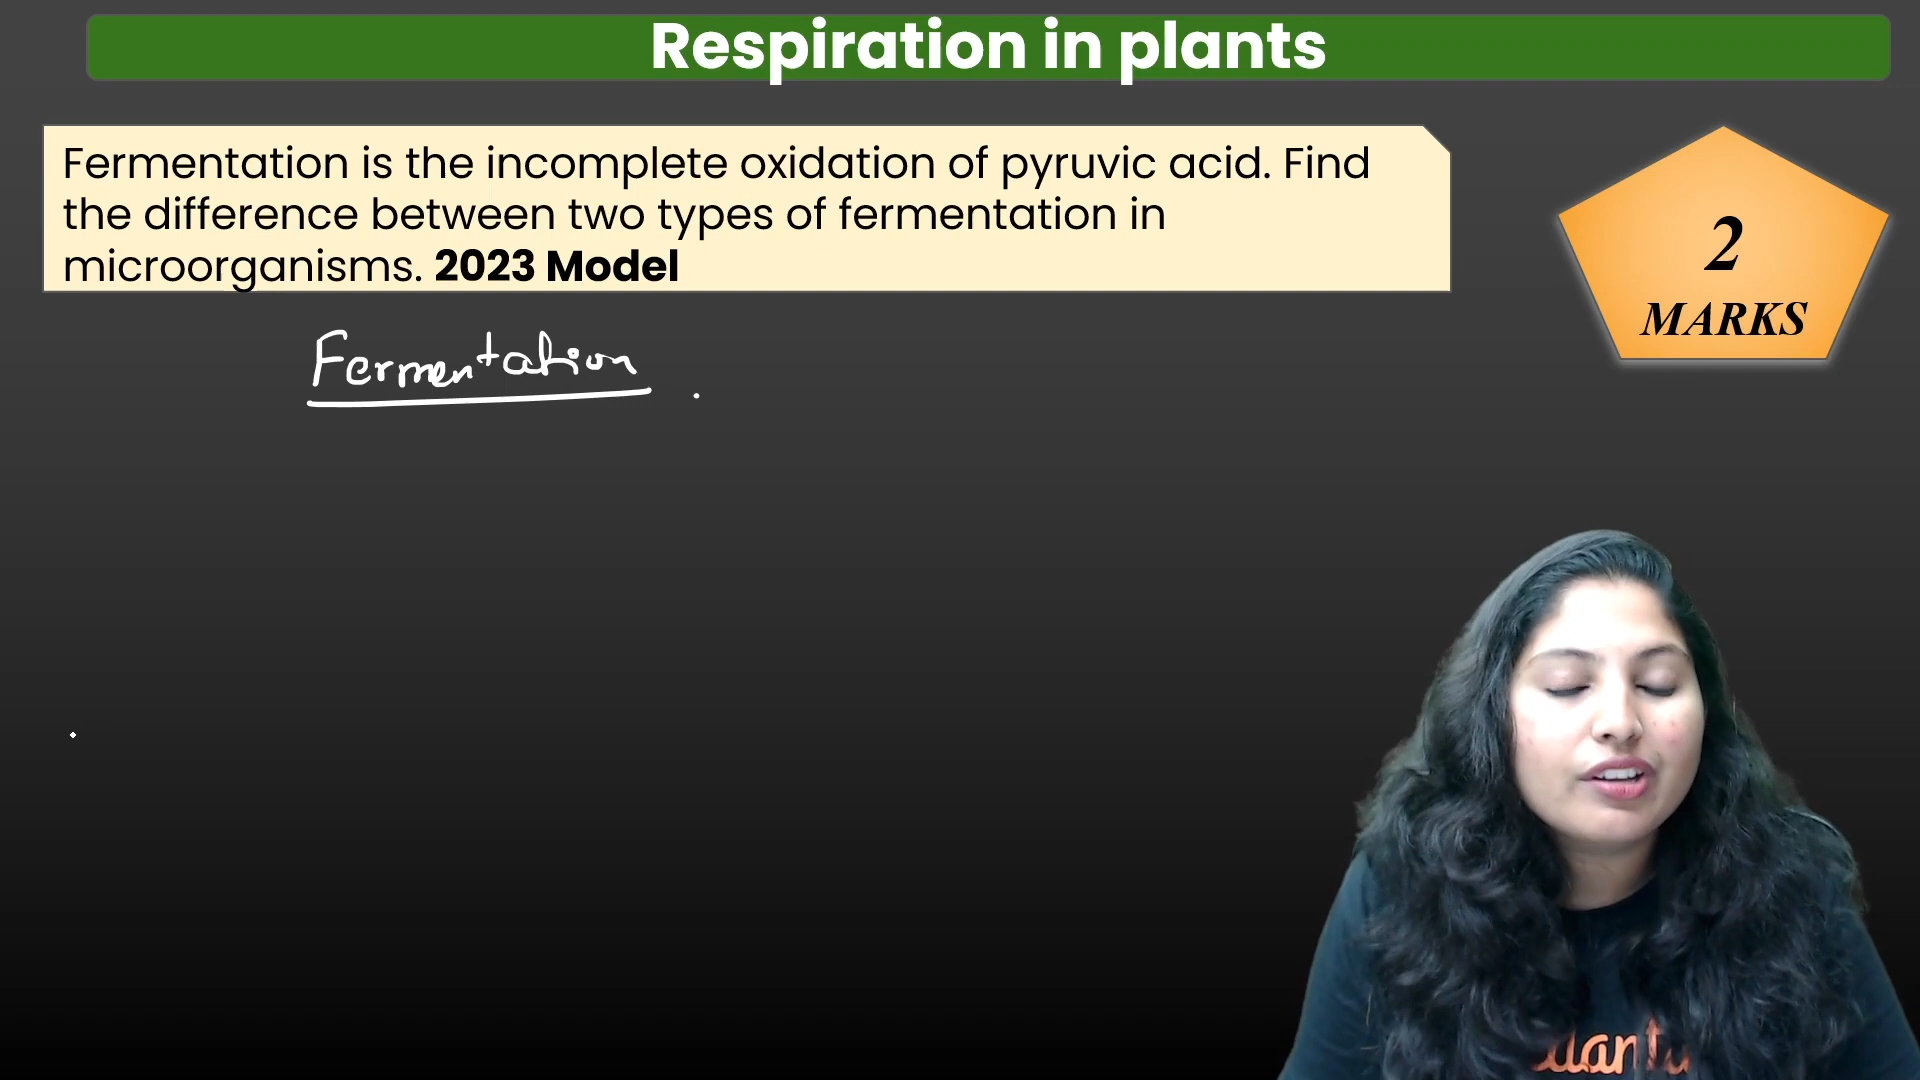 Respiration in plants
Fermentation is the incomplete oxidation of pyruvic acid. Find
the difference between two types of fermentation in
microorganisms. 2023 Model
2
MARKS
Fermentation